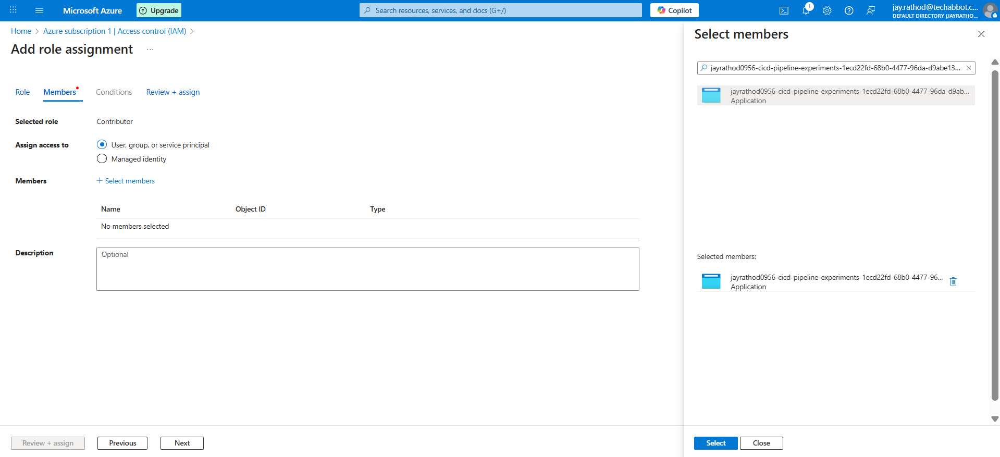 Microsoft Azure
Upgrade
Search resources, services, and docs (G+/)
Copilot
1
jay.rathod@techabbot.c...
DEFAULT DIRECTORY (JAYRATHO...
Home > Azure subscription 1 | Access control (IAM) >
Add role assignment ...
Role Members Conditions Review + assign
Selected role Contributor
Assign access to User, group, or service principal
Managed identity
Members + Select members
Name Object ID Type
No members selected
Description Optional
Review + assign Previous Next
Select members
jayrathod0956-cicd-pipeline-experiments-1ecd22fd-68b0-4477-96da-d9abe13...
jayrathod0956-cicd-pipeline-experiments-1ecd22fd-68b0-4477-96da-d9ab...
Application
Selected members:
jayrathod0956-cicd-pipeline-experiments-1ecd22fd-68b0-4477-96...
Application
Select Close